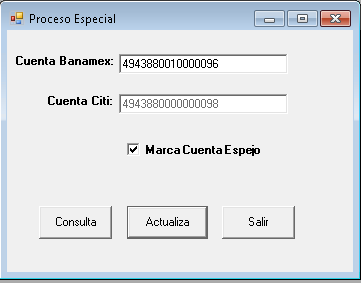 Proceso Especial
Cuenta Banamex: 4943880010000096
Cuenta Citi: 4943880000000098
Marca Cuenta Espejo
Consulta Actualiza Salir